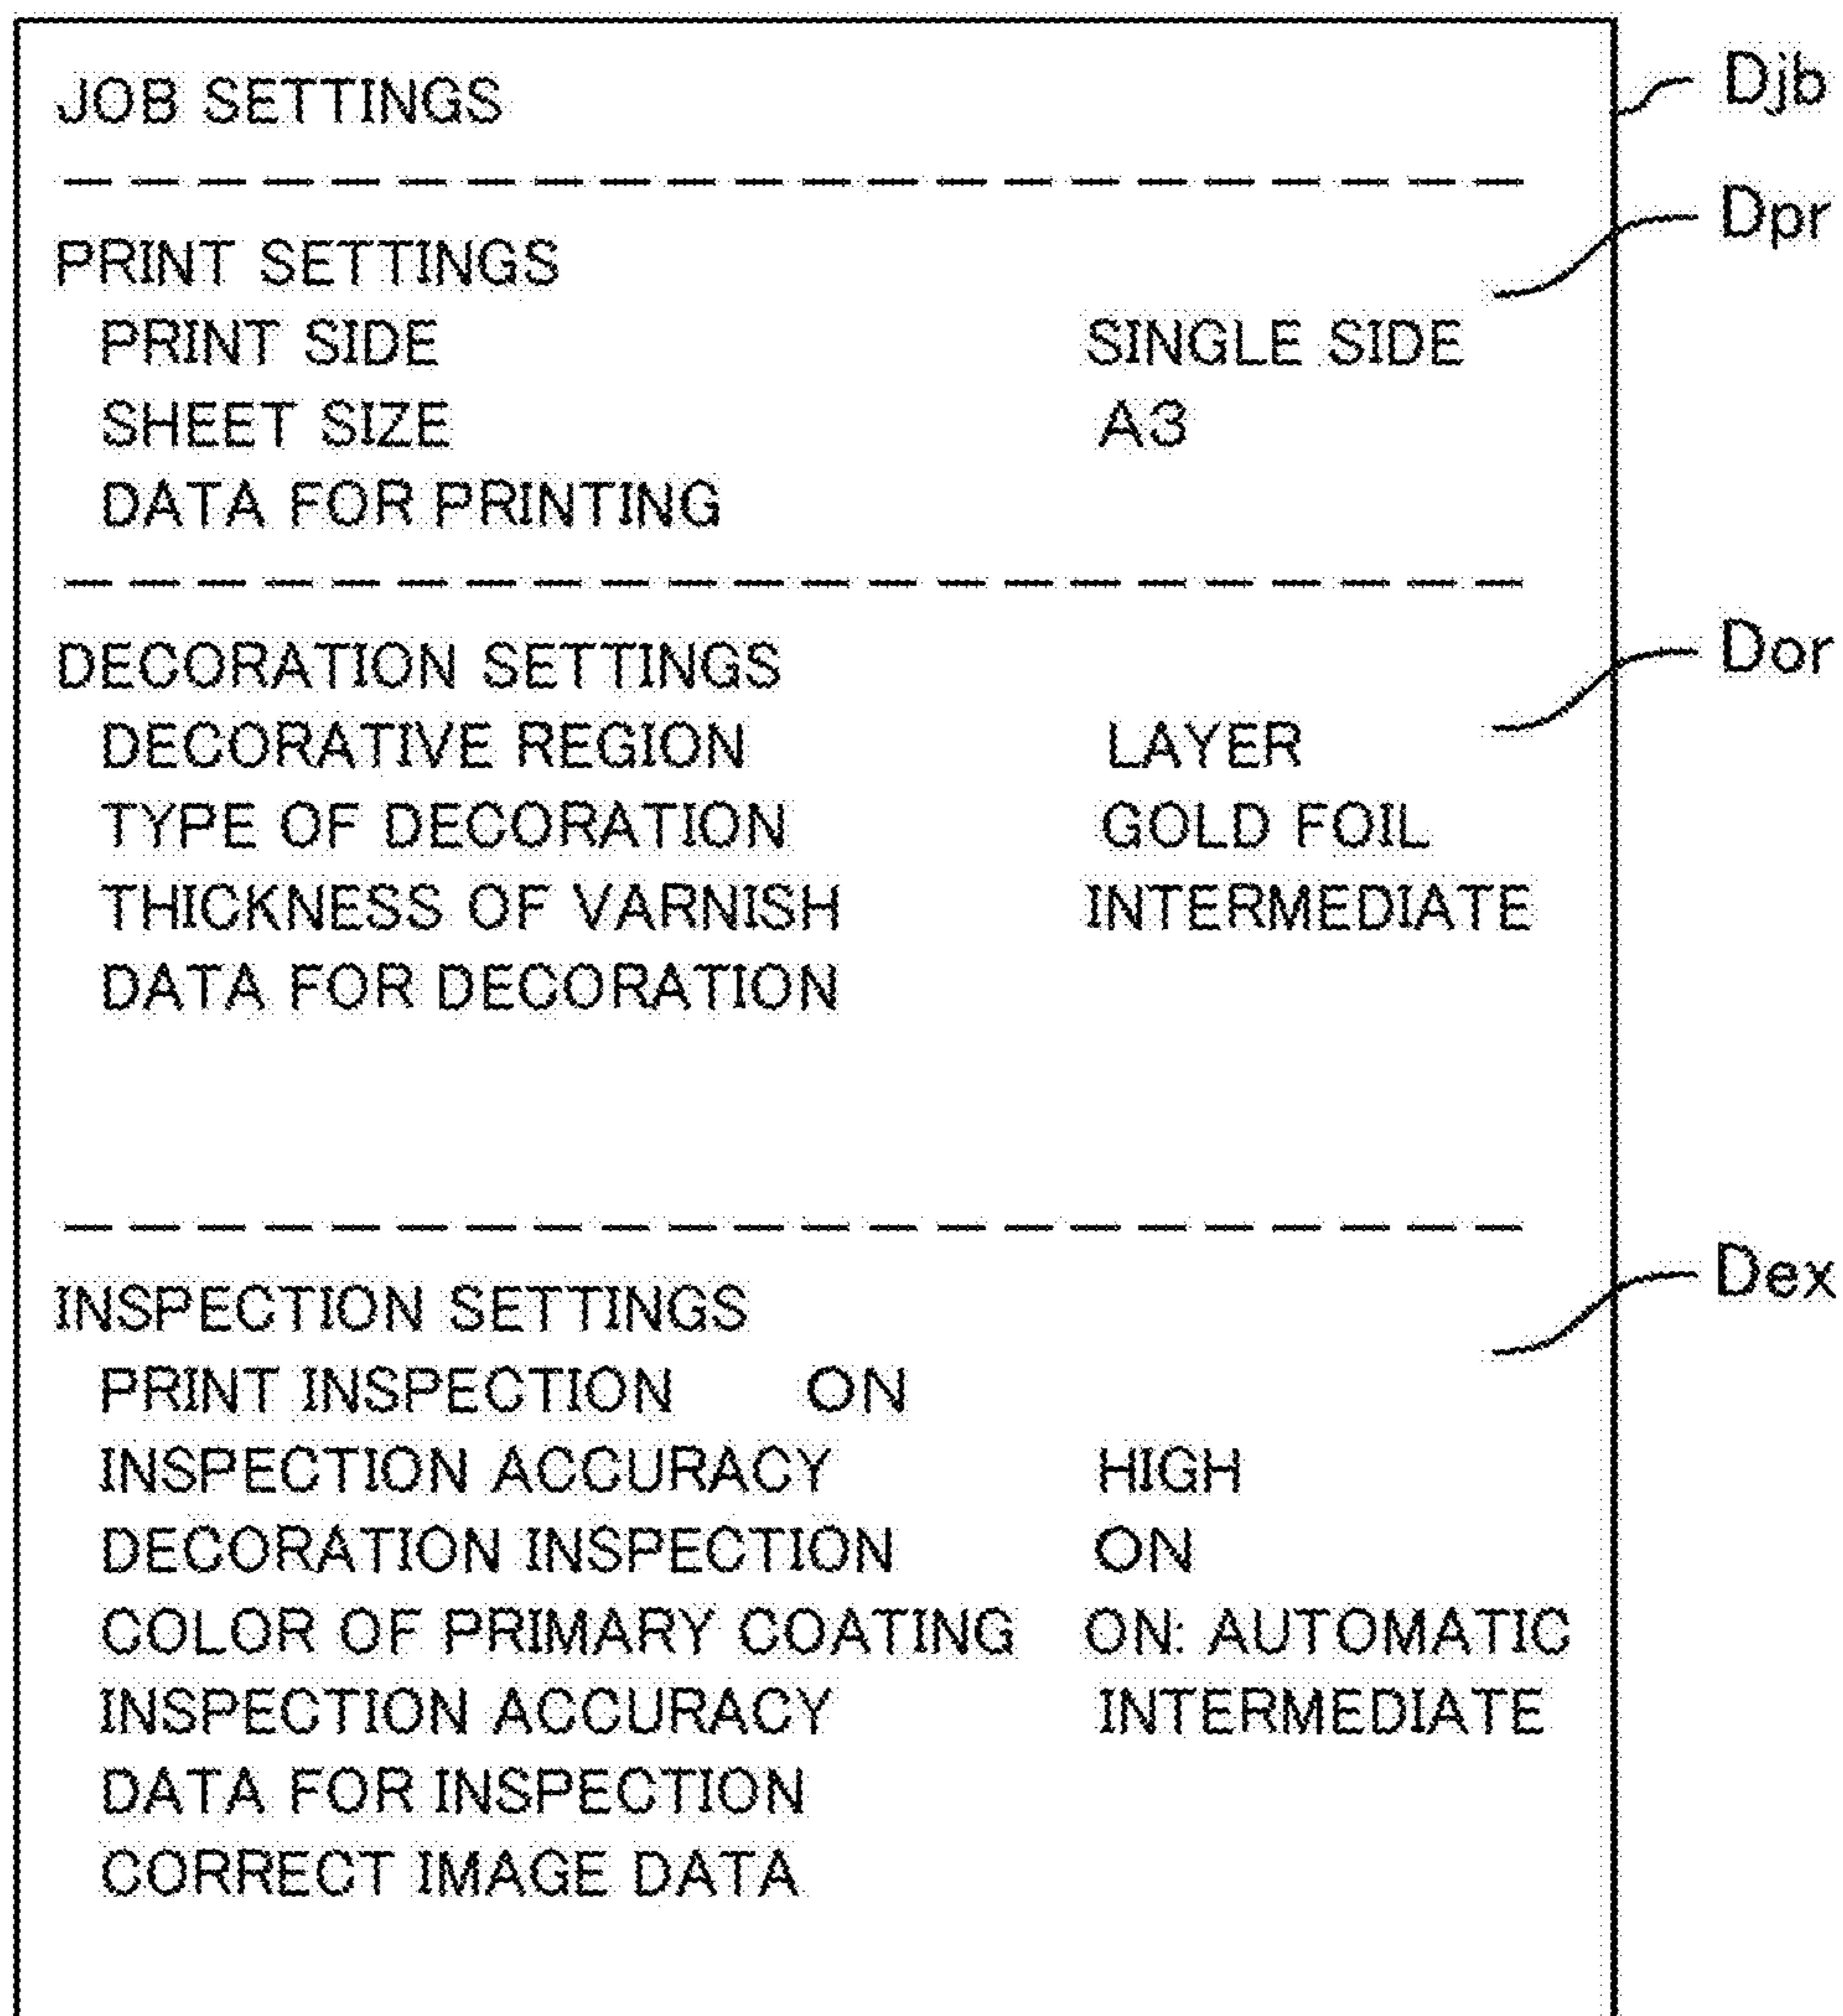 JOB SETTINGS Djb
Dpr
PRINT SETTINGS
PRINT SIDE SINGLE SIDE
SHEET SIZE A3
DATA FOR PRINTING
DECORATION SETTINGS Dor
DECORATIVE REGION LAYER
TYPE OF DECORATION GOLD FOIL
THICKNESS OF VARNISH INTERMEDIATE
DATA FOR DECORATION
INSPECTION SETTINGS Dex
PRINT INSPECTION ON
INSPECTION ACCURACY HIGH
DECORATION INSPECTION ON
COLOR OF PRIMARY COATING ON: AUTOMATIC
INSPECTION ACCURACY INTERMEDIATE
DATA FOR INSPECTION
CORRECT IMAGE DATA